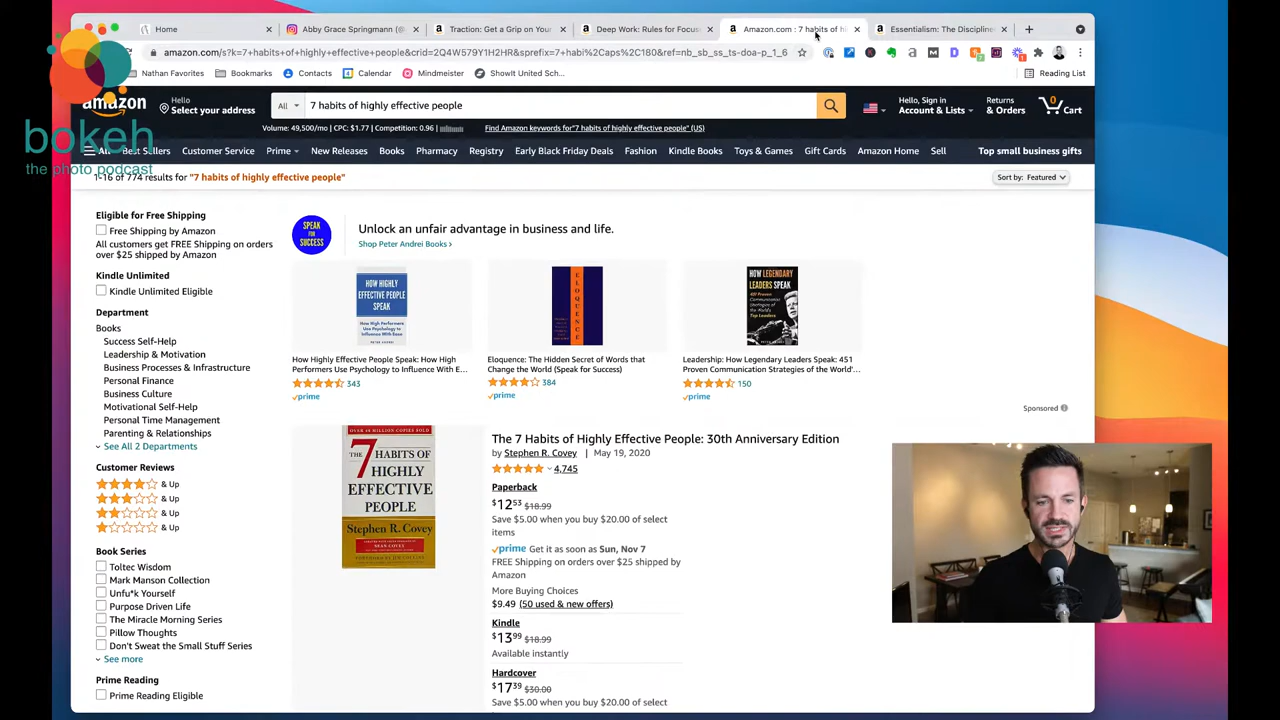 Home
Abby Grace Springmann (@
Traction: Get a Grip on Your
Deep Work: Rules for Focuse
Amazon.com : 7 habits of hi
Essentialism: The Discipline
amazon.com/s?k=7+habits+of+highly+effective+people&crid=2Q4W579Y1H2HR&sprefix=7+habi%2Caps%2C180&ref=nb_sb_ss_ts-doa-p_1_6
Nathan Favorites
Bookmarks
Contacts
Calendar
Mindmeister
ShowIt United Sch...
Reading List
amazon
Hello
Select your address
All
7 habits of highly effective people
Hello, Sign in
Account & Lists
Returns
& Orders
0
Cart
Volume: 49,500/mo | CPC: $1.77 | Competition: 0.96
Find Amazon keywords for"7 habits of highly effective people" (US)
bokeh
the photo podcast
All
Best Sellers
Customer Service
Prime
New Releases
Books
Pharmacy
Registry
Early Black Friday Deals
Fashion
Kindle Books
Toys & Games
Gift Cards
Amazon Home
Sell
Top small business gifts
1-16 of 774 results for "7 habits of highly effective people"
Sort by: Featured
Eligible for Free Shipping
Free Shipping by Amazon
All customers get FREE Shipping on orders
over $25 shipped by Amazon
Kindle Unlimited
Kindle Unlimited Eligible
Department
Books
Success Self-Help
Leadership & Motivation
Business Processes & Infrastructure
Personal Finance
Business Culture
Motivational Self-Help
Personal Time Management
Parenting & Relationships
See All 2 Departments
Customer Reviews
& Up
& Up
& Up
& Up
Book Series
Toltec Wisdom
Mark Manson Collection
Unfu*k Yourself
Purpose Driven Life
The Miracle Morning Series
Pillow Thoughts
Don't Sweat the Small Stuff Series
See more
Prime Reading
Prime Reading Eligible
SPEAK
FOR
SUCCESS
Unlock an unfair advantage in business and life.
Shop Peter Andrei Books ›
HOW HIGHLY
EFFECTIVE PEOPLE
SPEAK
ELOQUENCE
HOW LEGENDARY
LEADERS SPEAK
How Highly Effective People Speak: How High
Performers Use Psychology to Influence With E...
343
prime
Eloquence: The Hidden Secret of Words that
Change the World (Speak for Success)
384
prime
Leadership: How Legendary Leaders Speak: 451
Proven Communication Strategies of the World'...
150
prime
Sponsored
THE 7 HABITS OF
HIGHLY
EFFECTIVE
PEOPLE
Stephen R. Covey
The 7 Habits of Highly Effective People: 30th Anniversary Edition
by Stephen R. Covey | May 19, 2020
4,745
Paperback
$12.53 $18.99
Save $5.00 when you buy $20.00 of select
items
prime Get it as soon as Sun, Nov 7
FREE Shipping on orders over $25 shipped by
Amazon
More Buying Choices
$9.49 (50 used & new offers)
Kindle
$13.99 $18.99
Available instantly
Hardcover
$17.39 $30.00
Save $5.00 when you buy $20.00 of select